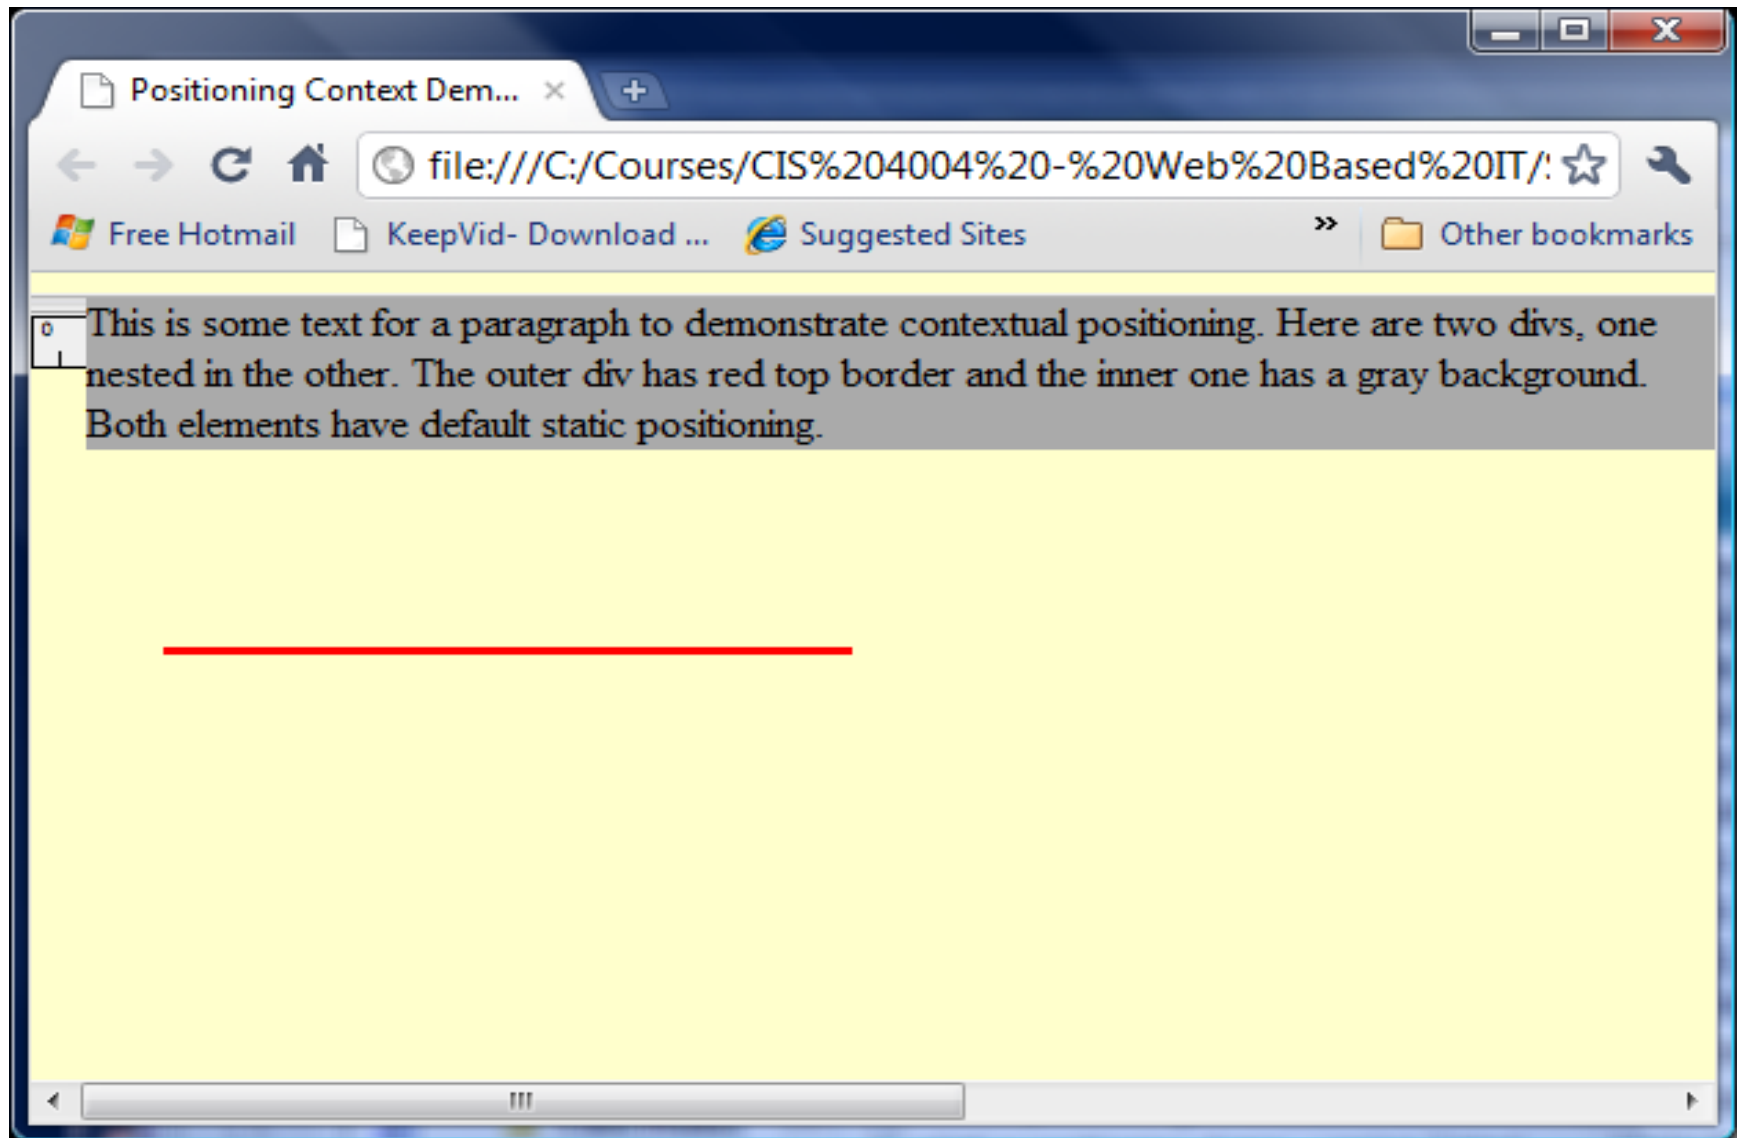 Positioning Context Dem...
file:///C:/Courses/CIS%204004%20-%20Web%20Based%20IT/
Free Hotmail KeepVid- Download ... Suggested Sites » Other bookmarks
0
This is some text for a paragraph to demonstrate contextual positioning. Here are two divs, one
nested in the other. The outer div has red top border and the inner one has a gray background.
Both elements have default static positioning.